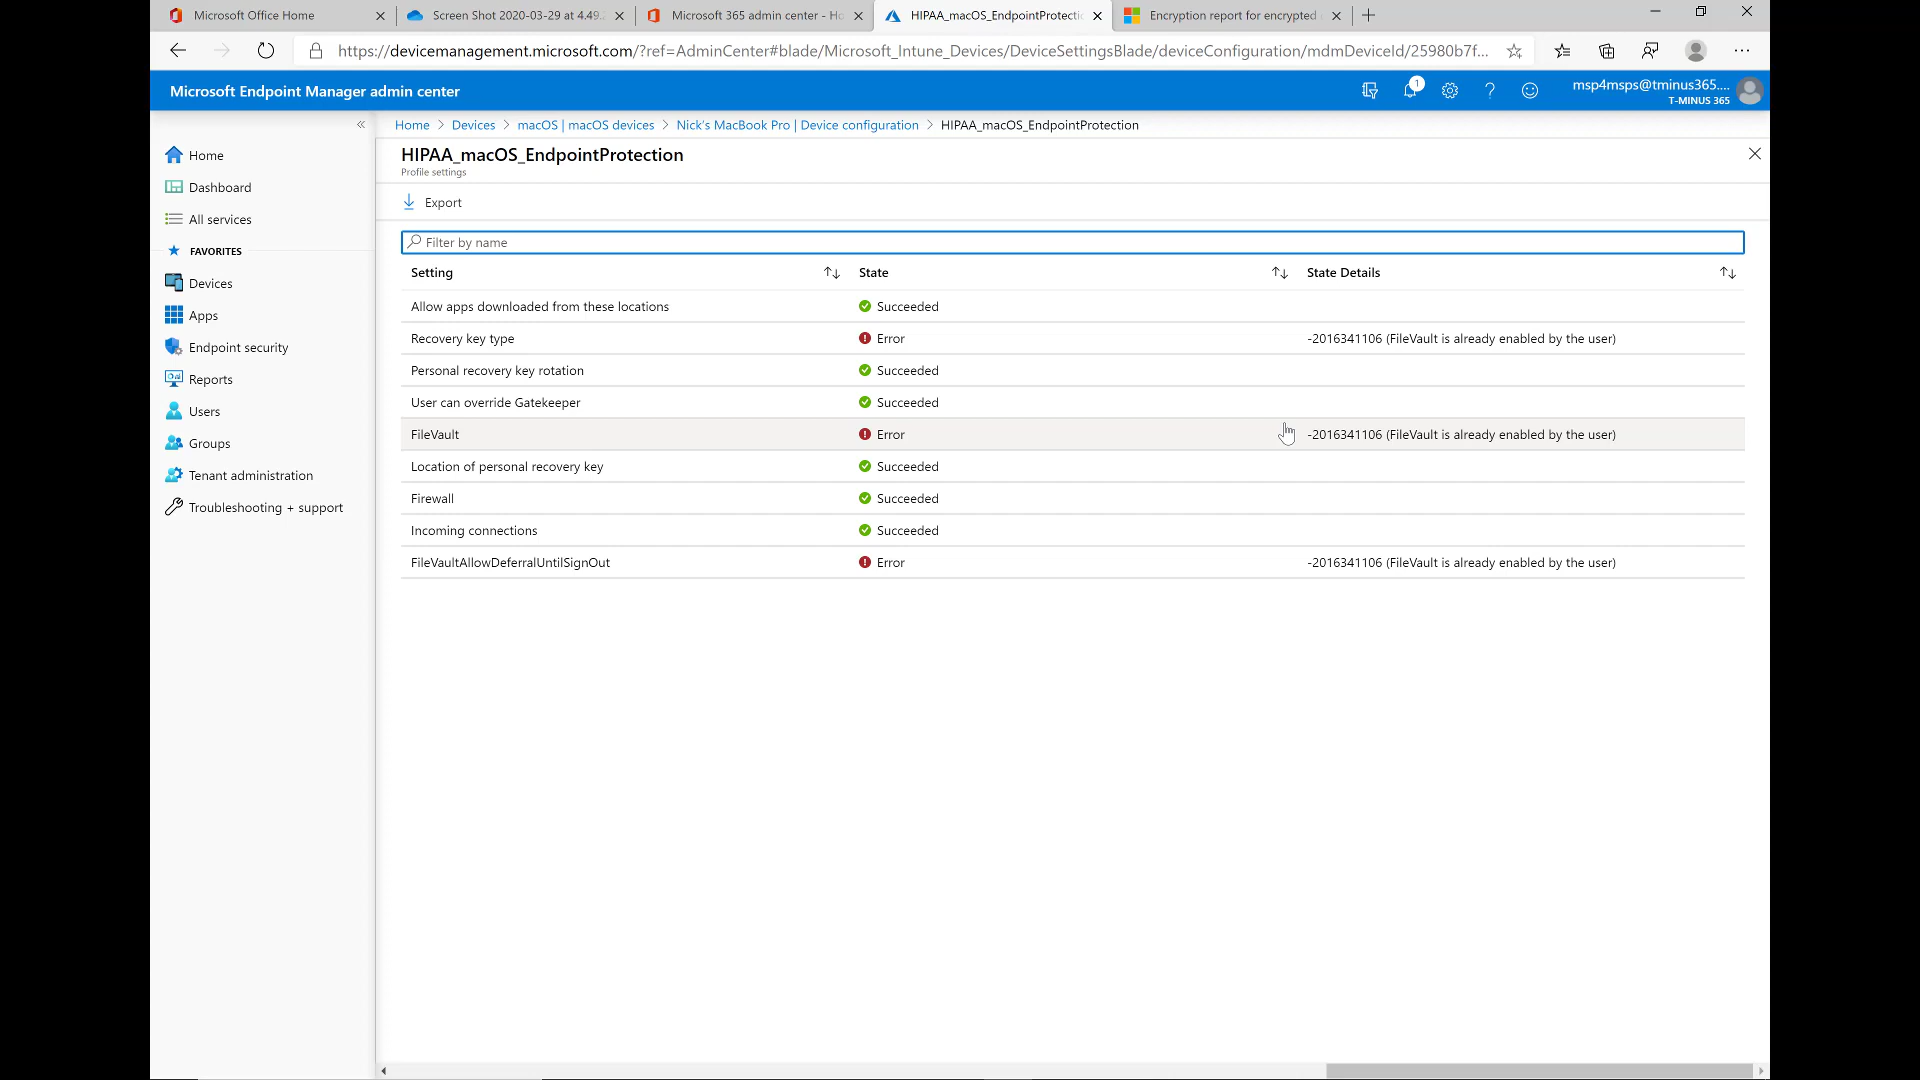 Microsoft Office Home
Screen Shot 2020-03-29 at 4.49.
Microsoft 365 admin center - Ho
HIPAA_macOS_EndpointProtecti
Encryption report for encrypted
https://devicemanagement.microsoft.com/?ref=AdminCenter#blade/Microsoft_Intune_Devices/DeviceSettingsBlade/deviceConfiguration/mdmDeviceId/25980b7f...
Microsoft Endpoint Manager admin center
1
msp4msps@tminus365....
T-MINUS 365
Home > Devices > macOS | macOS devices > Nick's MacBook Pro | Device configuration > HIPAA_macOS_EndpointProtection
HIPAA_macOS_EndpointProtection
Profile settings
Export
Filter by name
Home
Dashboard
All services
FAVORITES
Devices
Apps
Endpoint security
Reports
Users
Groups
Tenant administration
Troubleshooting + support
Setting State State Details
Allow apps downloaded from these locations Succeeded
Recovery key type Error -2016341106 (FileVault is already enabled by the user)
Personal recovery key rotation Succeeded
User can override Gatekeeper Succeeded
FileVault Error -2016341106 (FileVault is already enabled by the user)
Location of personal recovery key Succeeded
Firewall Succeeded
Incoming connections Succeeded
FileVaultAllowDeferralUntilSignOut Error -2016341106 (FileVault is already enabled by the user)